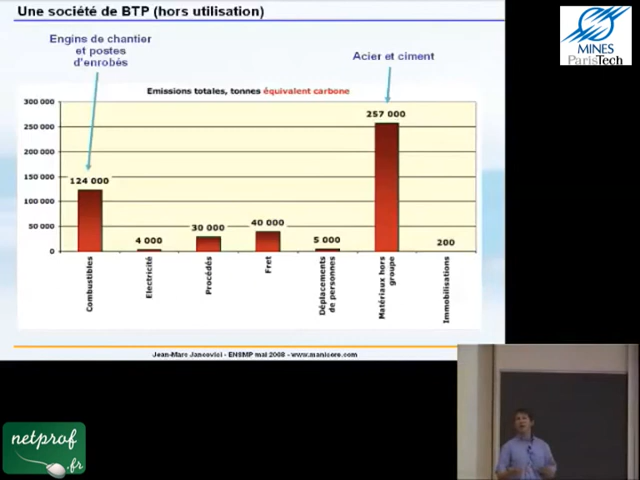 Une société de BTP (hors utilisation)
Engins de chantier
et postes
d'enrobés
Acier et ciment
MINES
ParisTech
Emissions totales, tonnes équivalent carbone
300 000
250 000
200 000
150 000
100 000
50 000
0
124 000
4 000
30 000
40 000
5 000
257 000
200
Combustibles
Electricité
Procédés
Fret
Déplacements
de personnes
Matériaux hors
groupe
Immobilisations
Jean-Marc Jancovici - ENSMP mai 2008 - www.manicore.com
netprof
.fr